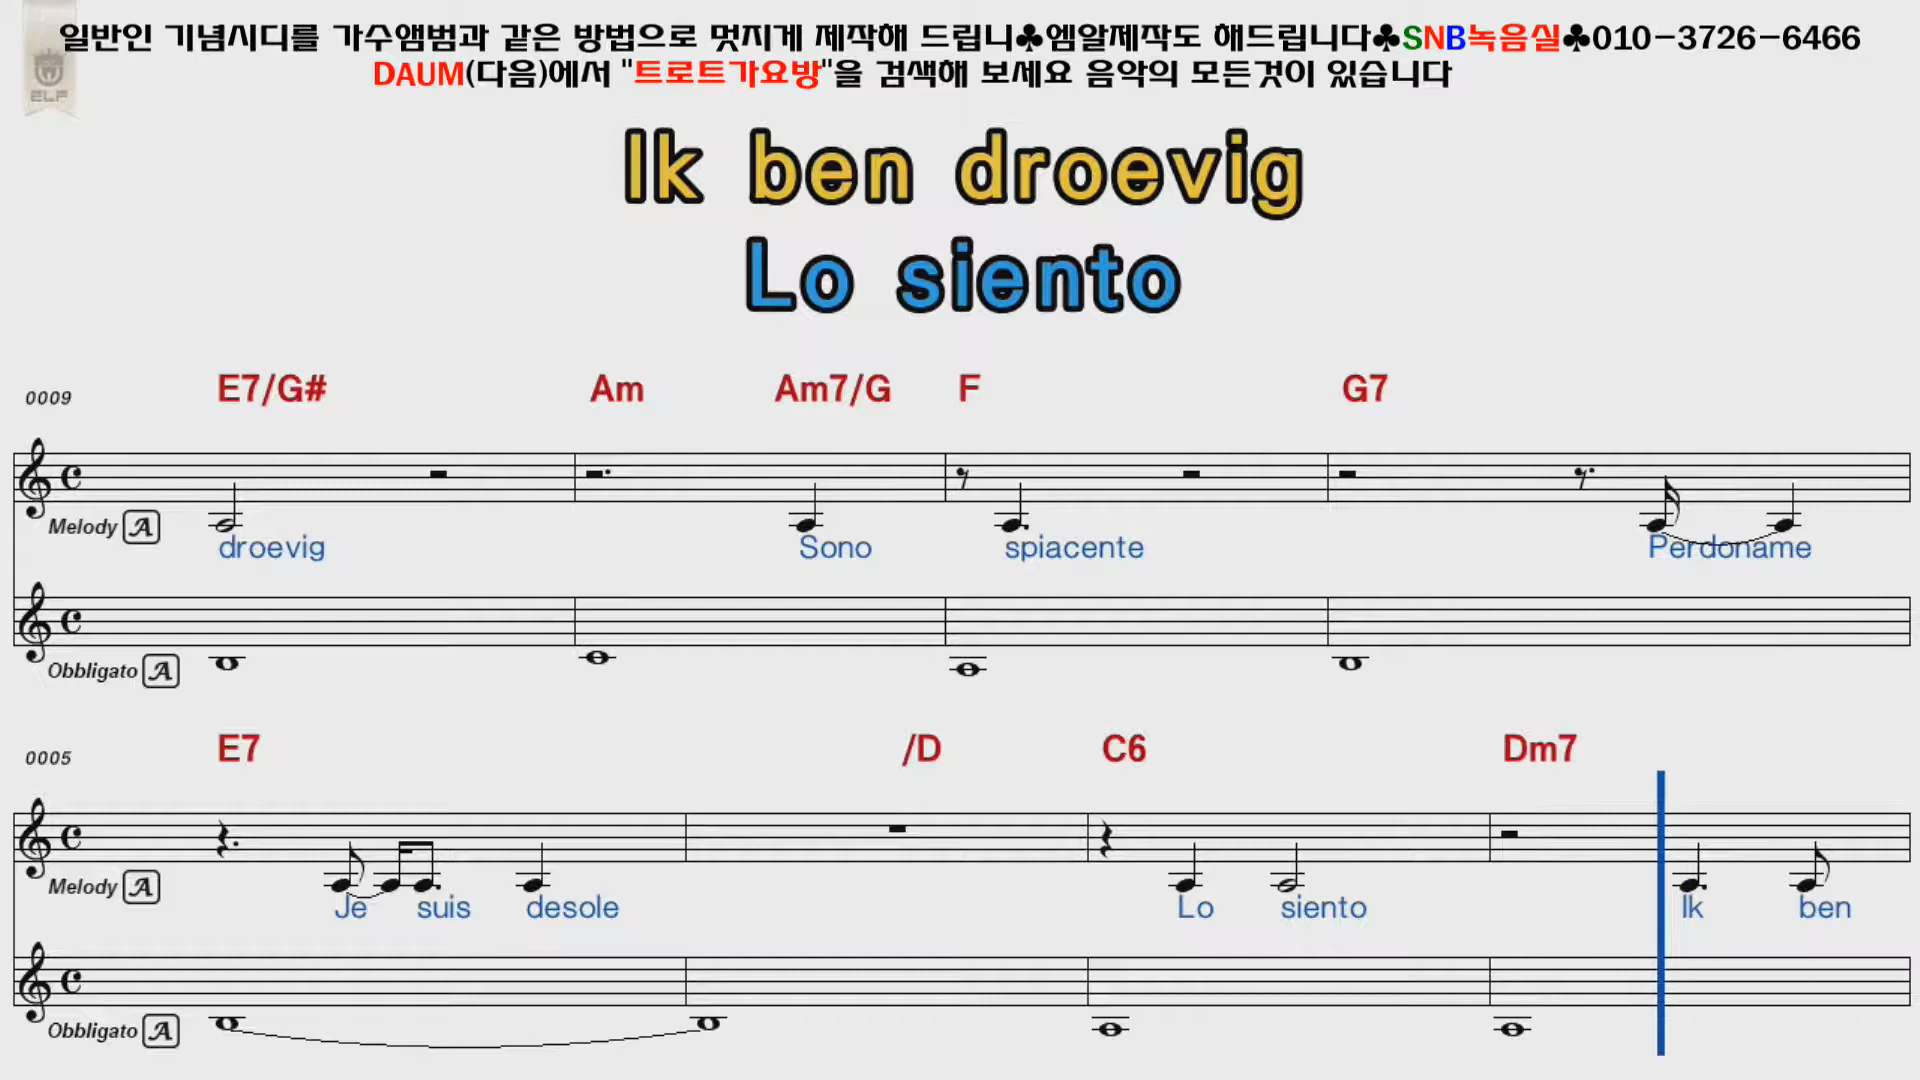 일반인 기념시디를 가수앨범과 같은 방법으로 멋지게 제작해 드립니♣엠알제작도 해드립니다♣SNB녹음실♣010-3726-6466
DAUM(다음)에서 "트로트가요방"을 검색해 보세요 음악의 모든것이 있습니다
ELF
Ik ben droevig
Lo siento
0009 E7/G# Am Am7/G F G7
Melody A
droevig Sono spiacente Perdoname
Obbligato A
0005 E7 /D C6 Dm7
Melody A
Je suis desole Lo siento Ik ben
Obbligato A